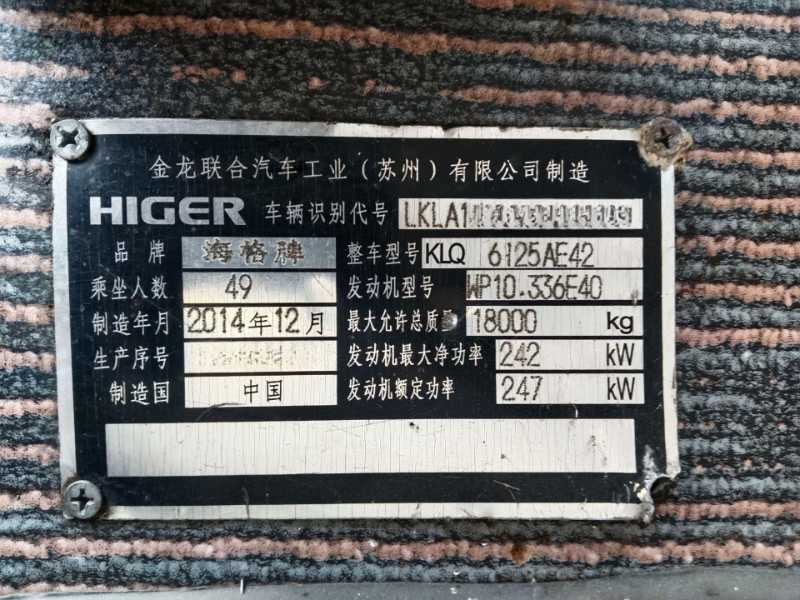 金龙联合汽车工业（苏州）有限公司制造
HIGER 车辆识别代号 LKLA1
品牌 海格牌 整车型号 KLQ 6125AE42
乘坐人数 49 发动机型号 WP10.336E40
制造年月 2014年12月 最大允许总质量 18000 kg
生产序号 发动机最大净功率 242 kW
制造国 中国 发动机额定功率 247 kW